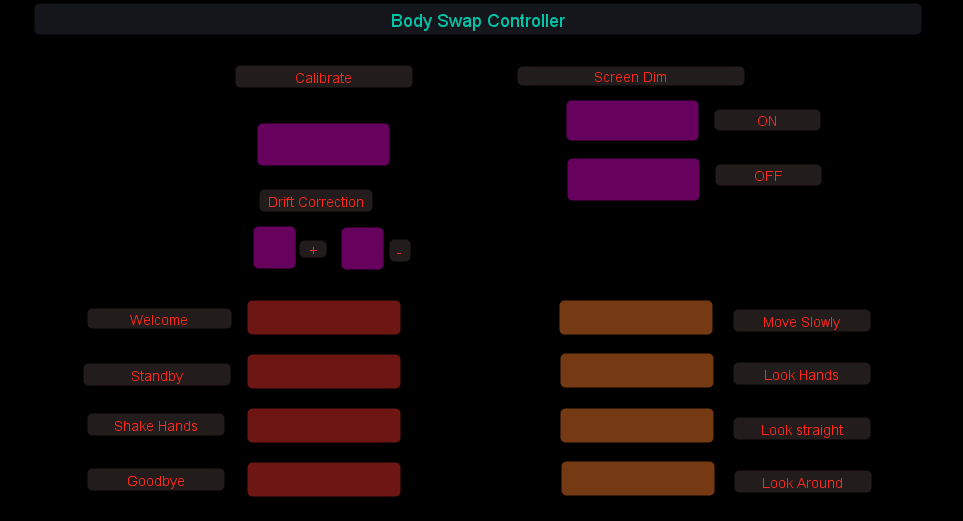 Body Swap Controller
Calibrate
Screen Dim
ON
OFF
Drift Correction
+
-
Welcome
Move Slowly
Standby
Look Hands
Shake Hands
Look straight
Goodbye
Look Around